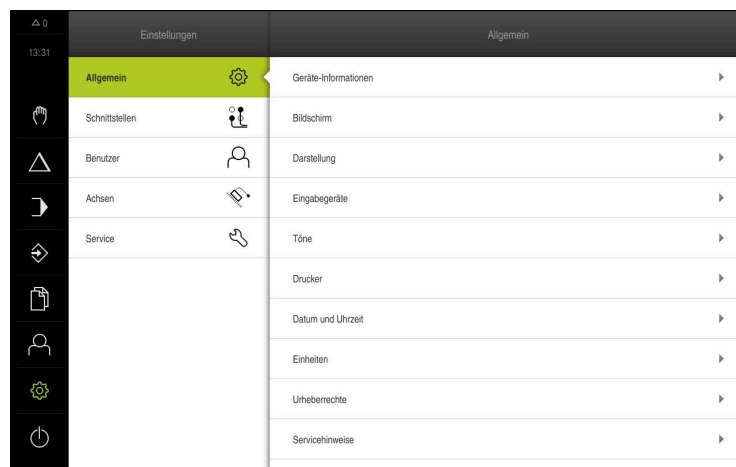 △ 0
13:31
Einstellungen
Allgemein
Schnittstellen
Benutzer
Achsen
Service
Allgemein
Geräte-Informationen
Bildschirm
Darstellung
Eingabegeräte
Töne
Drucker
Datum und Uhrzeit
Einheiten
Urheberrechte
Servicehinweise